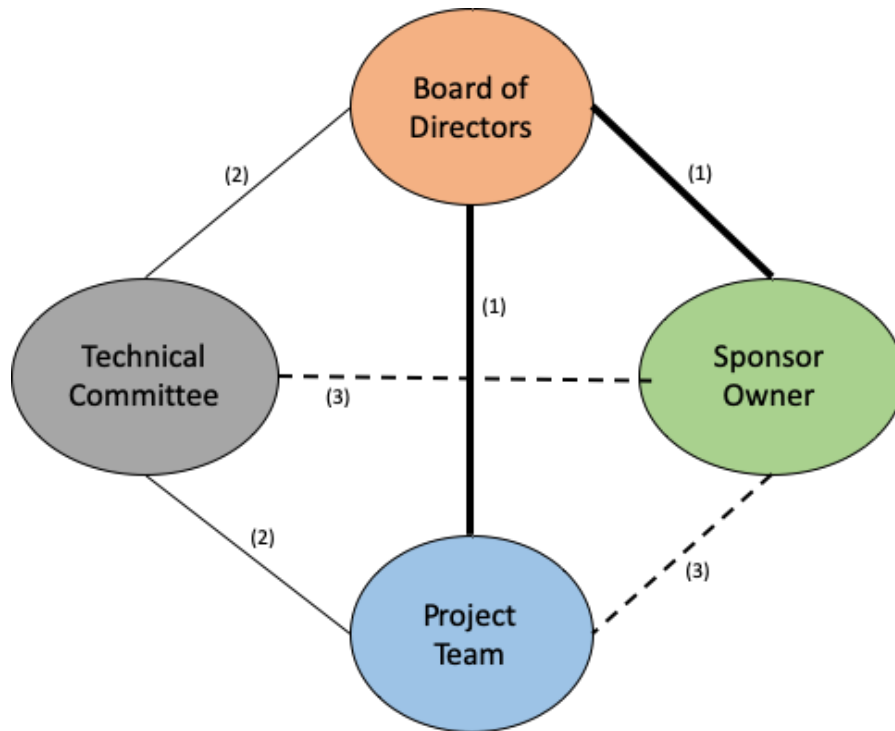 Board of
Directors
(2)
(1)
(1)
Technical
Committee
Sponsor
Owner
(3)
(2)
(3)
Project
Team